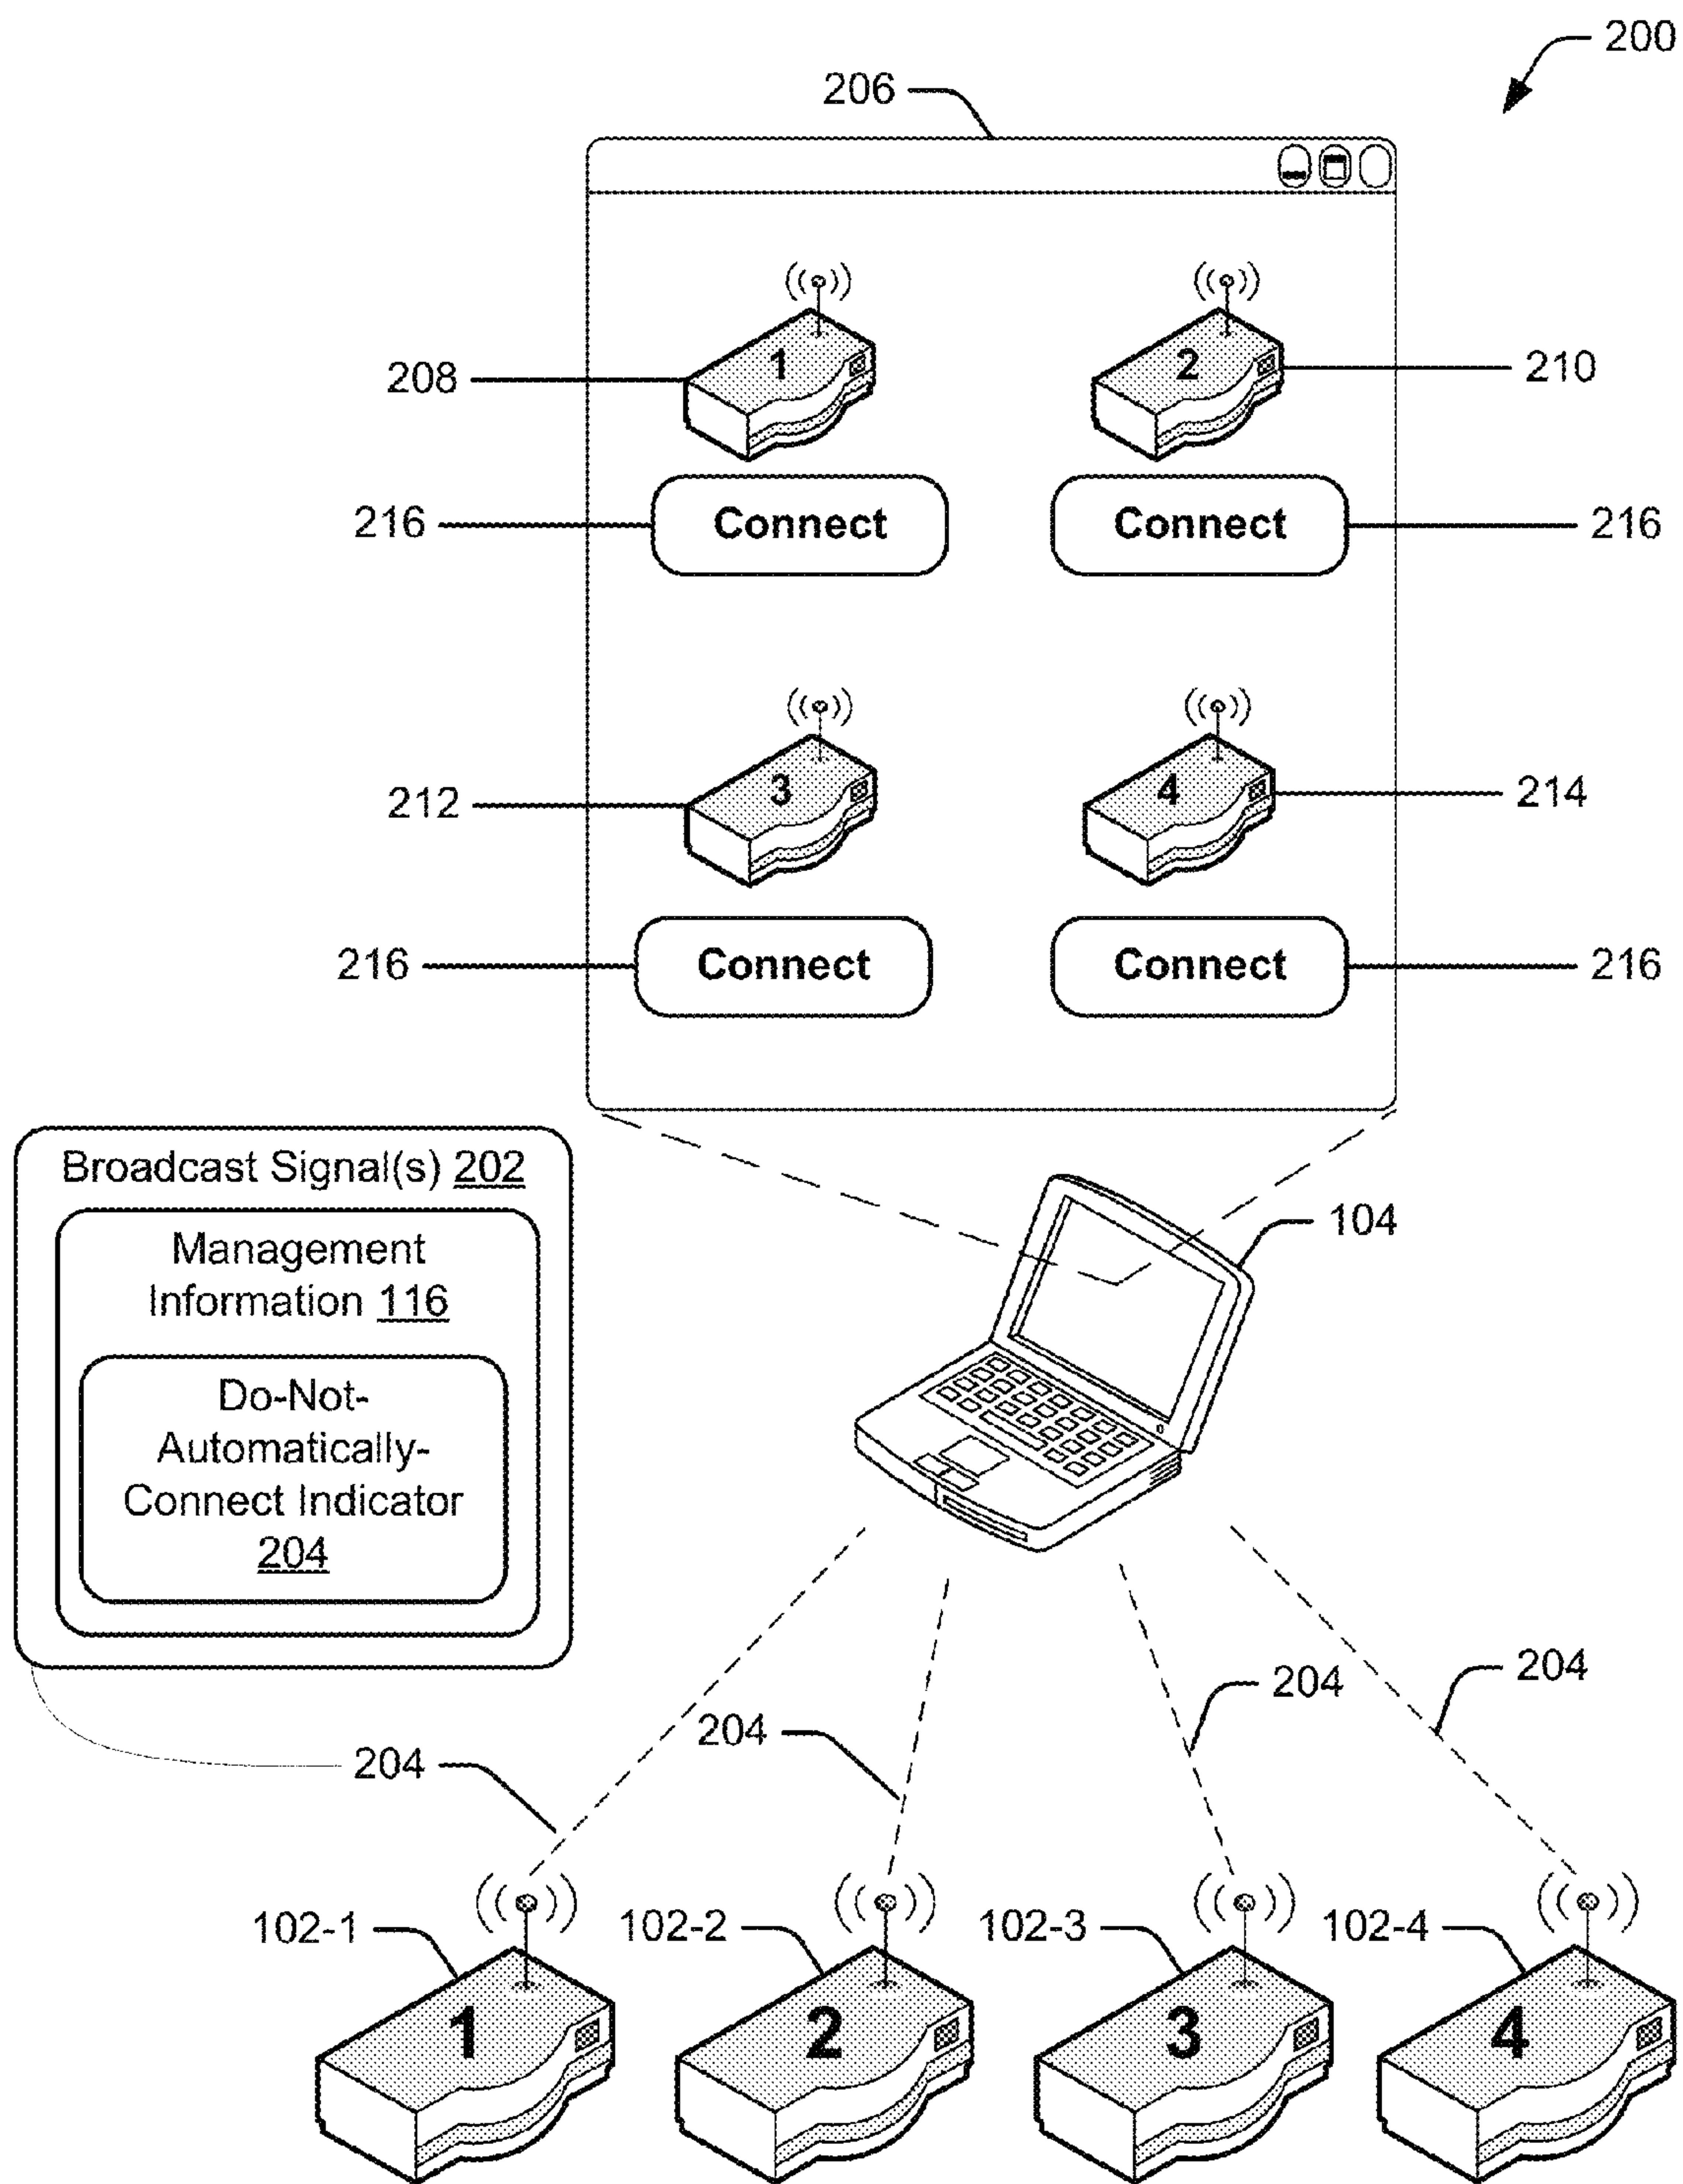 200
206
1
2
208
210
216
Connect
Connect
216
3
4
212
214
216
Connect
Connect
216
Broadcast Signal(s) 202
Management
Information 116
Do-Not-
Automatically-
Connect Indicator
204
104
204
204
204
204
102-1
102-2
102-3
102-4
1
2
3
4